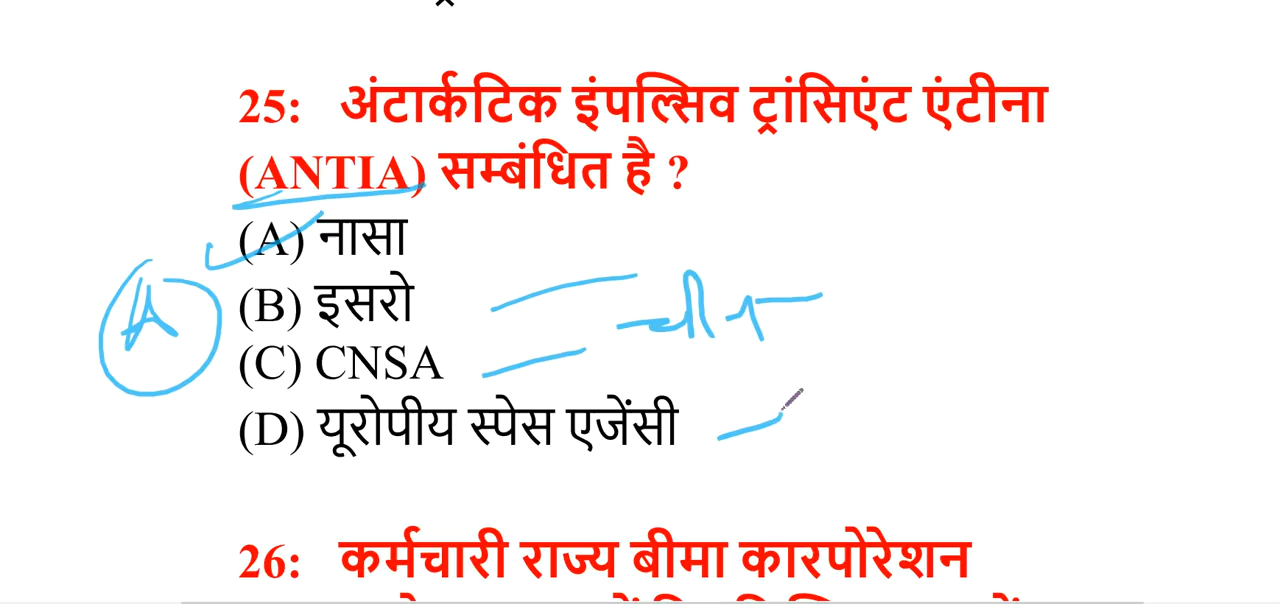 25: अंटार्कटिक इंपल्सिव ट्रांसिएंट एंटीना
(ANTIA) सम्बंधित है ?
(A) नासा
(B) इसरो
(C) CNSA
(D) यूरोपीय स्पेस एजेंसी
A
26: कर्मचारी राज्य बीमा कारपोरेशन